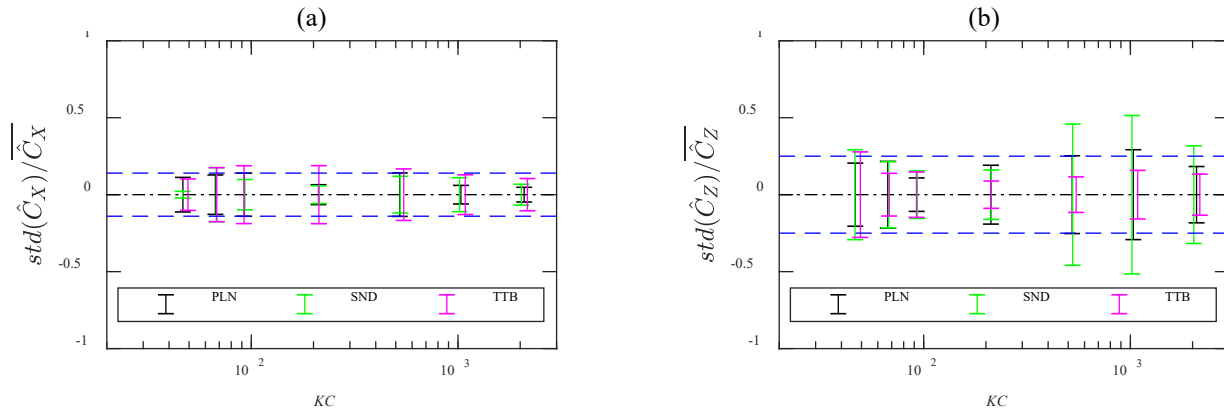 (a)
1
0.5
0
-0.5
-1
std(Ĉ_X)/\overline{Ĉ_X}
PLN SND TTB
10 2 10 3
KC
(b)
1
0.5
0
-0.5
-1
std(Ĉ_Z)/\overline{Ĉ_Z}
PLN SND TTB
10 2 10 3
KC